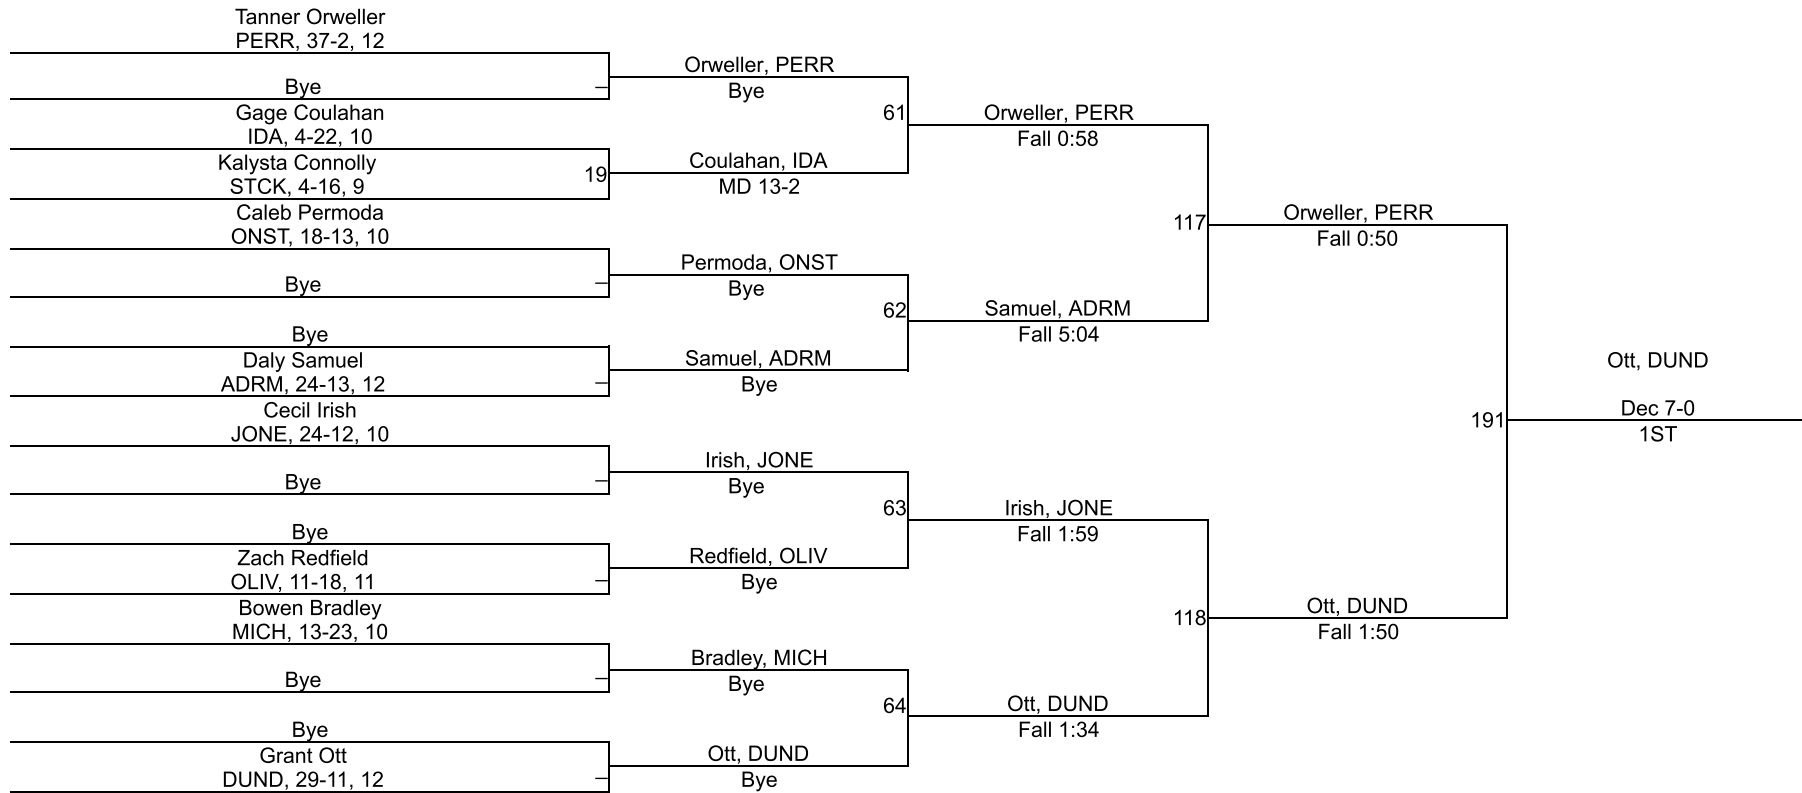 Tanner Orweller
PERR, 37-2, 12
Bye
–
Gage Coulahan
IDA, 4-22, 10
Kalysta Connolly
STCK, 4-16, 9
19
Caleb Permoda
ONST, 18-13, 10
Bye
–
Bye
Daly Samuel
ADRM, 24-13, 12
–
Cecil Irish
JONE, 24-12, 10
Bye
–
Bye
Zach Redfield
OLIV, 11-18, 11
–
Bowen Bradley
MICH, 13-23, 10
Bye
–
Bye
Grant Ott
DUND, 29-11, 12
–
Orweller, PERR
Bye
61
Coulahan, IDA
MD 13-2
Permoda, ONST
Bye
62
Samuel, ADRM
Bye
Irish, JONE
Bye
63
Redfield, OLIV
Bye
Bradley, MICH
Bye
64
Ott, DUND
Bye
Orweller, PERR
Fall 0:58
117
Samuel, ADRM
Fall 5:04
Irish, JONE
Fall 1:59
118
Ott, DUND
Fall 1:34
Orweller, PERR
Fall 0:50
191
Ott, DUND
Fall 1:50
Ott, DUND
Dec 7-0
1ST